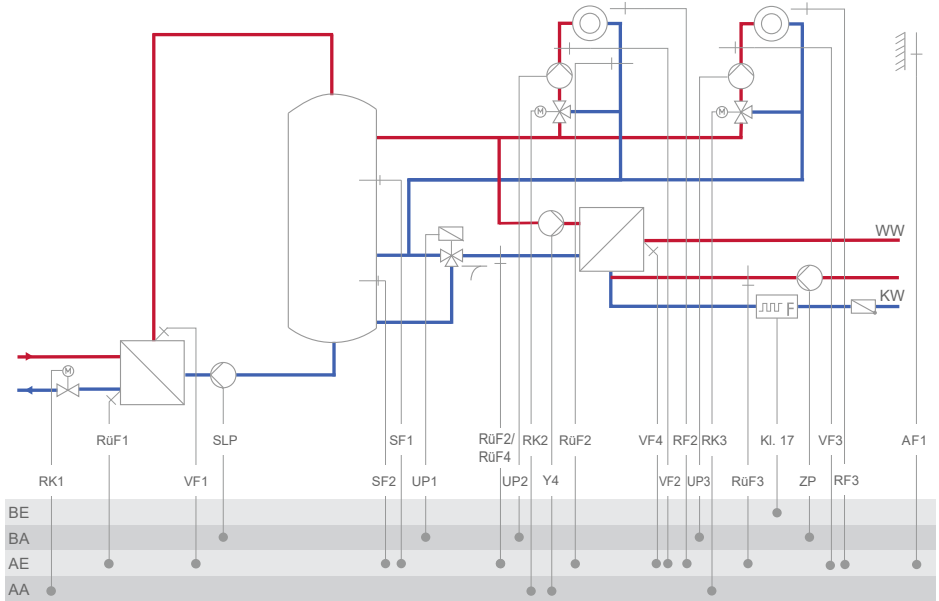 M
M
WW
F
KW
M
RüF1
SLP
SF1
RüF2/
RüF4
RK2
RüF2
VF4
RF2
RK3
Kl. 17
VF3
AF1
RK1
VF1
SF2
UP1
UP2
Y4
VF2
UP3
RüF3
ZP
RF3
BE
BA
AE
AA